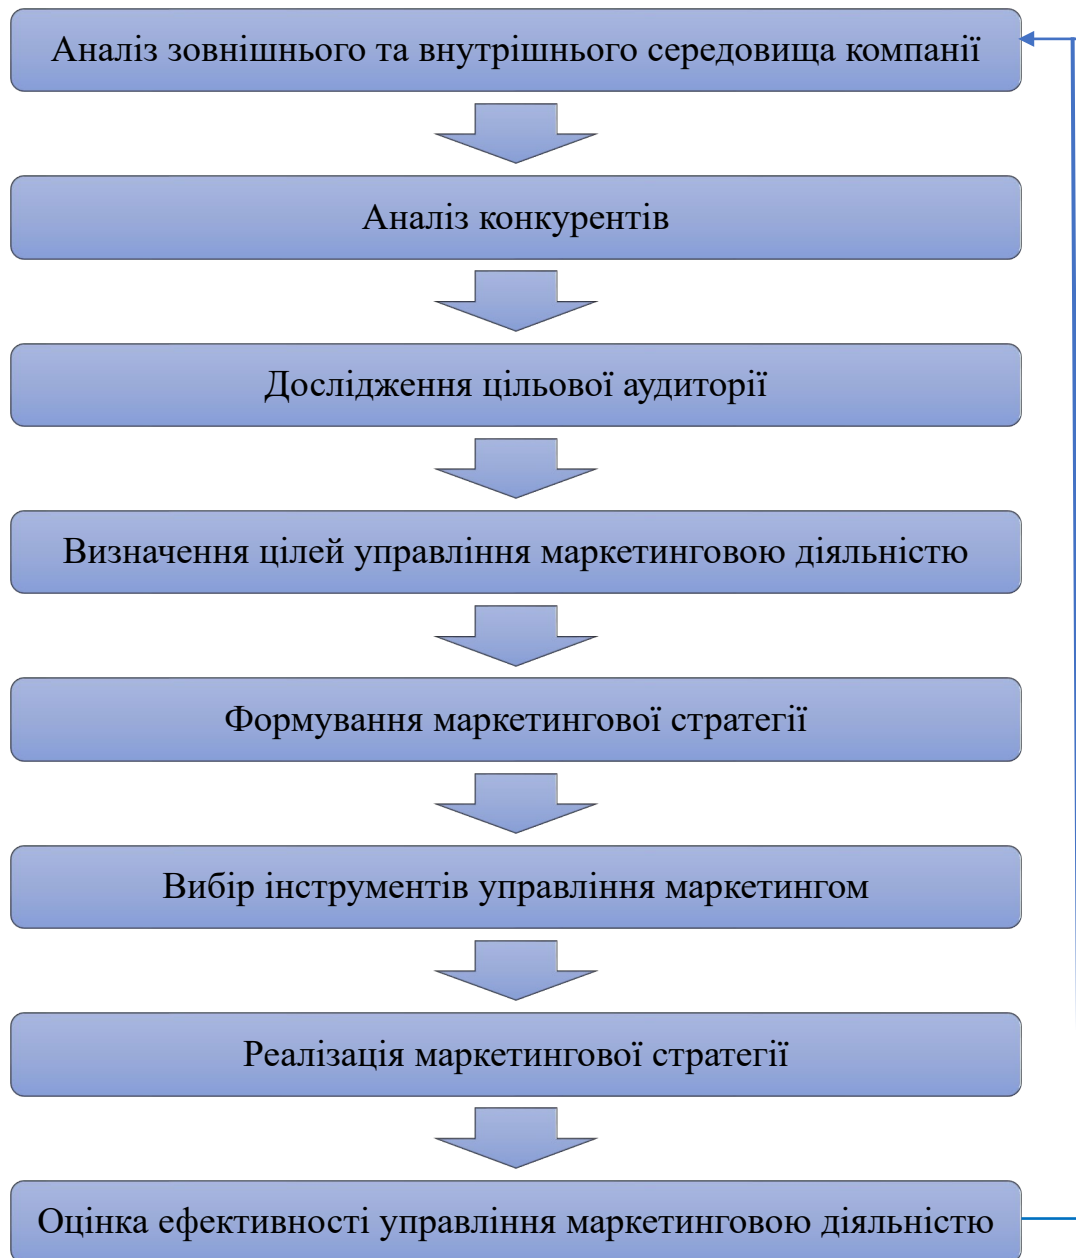 Аналіз зовнішнього та внутрішнього середовища компанії
Аналіз конкурентів
Дослідження цільової аудиторії
Визначення цілей управління маркетинговою діяльністю
Формування маркетингової стратегії
Вибір інструментів управління маркетингом
Реалізація маркетингової стратегії
Оцінка ефективності управління маркетинговою діяльністю